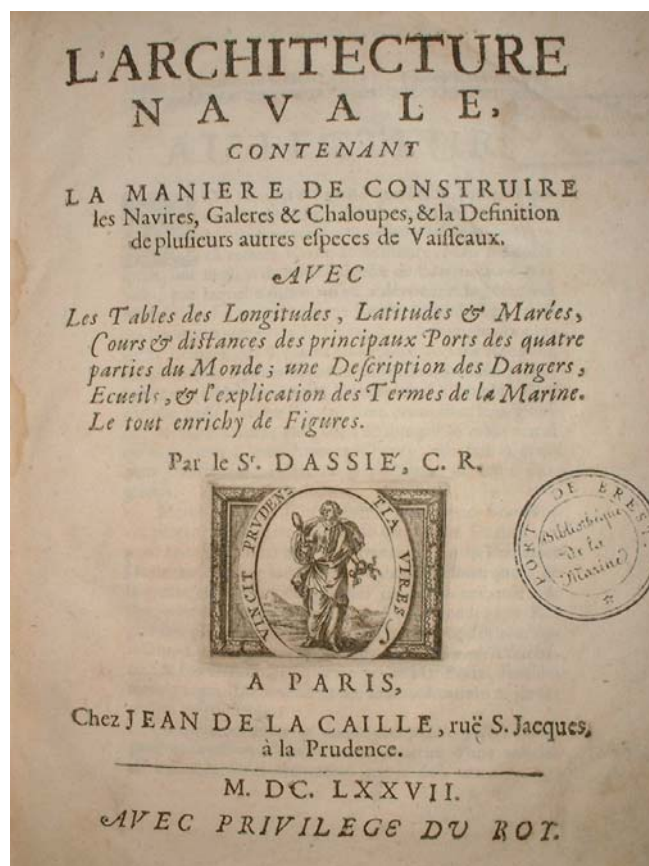 L'ARCHITECTURE
NAVALE,
CONTENANT
LA MANIERE DE CONSTRUIRE
les Navires, Galeres & Chaloupes, & la Definition
de plusieurs autres especes de Vaisseaux.
AVEC
Les Tables des Longitudes, Latitudes & Marées,
Cours & distances des principaux Ports des quatre
parties du Monde; une Description des Dangers,
Ecueils, & l'explication des Termes de la Marine.
Le tout enrichy de Figures.
Par le Sr. DASSIE', C. R.
VINCIT PRVDENTIA VIRES
PORT DE BREST
Bibliothèque
de la
Marine
A PARIS,
Chez JEAN DE LA CAILLE, ruë S. Jacques,
à la Prudence.
M. DC. LXXVII.
AVEC PRIVILEGE DV ROY.